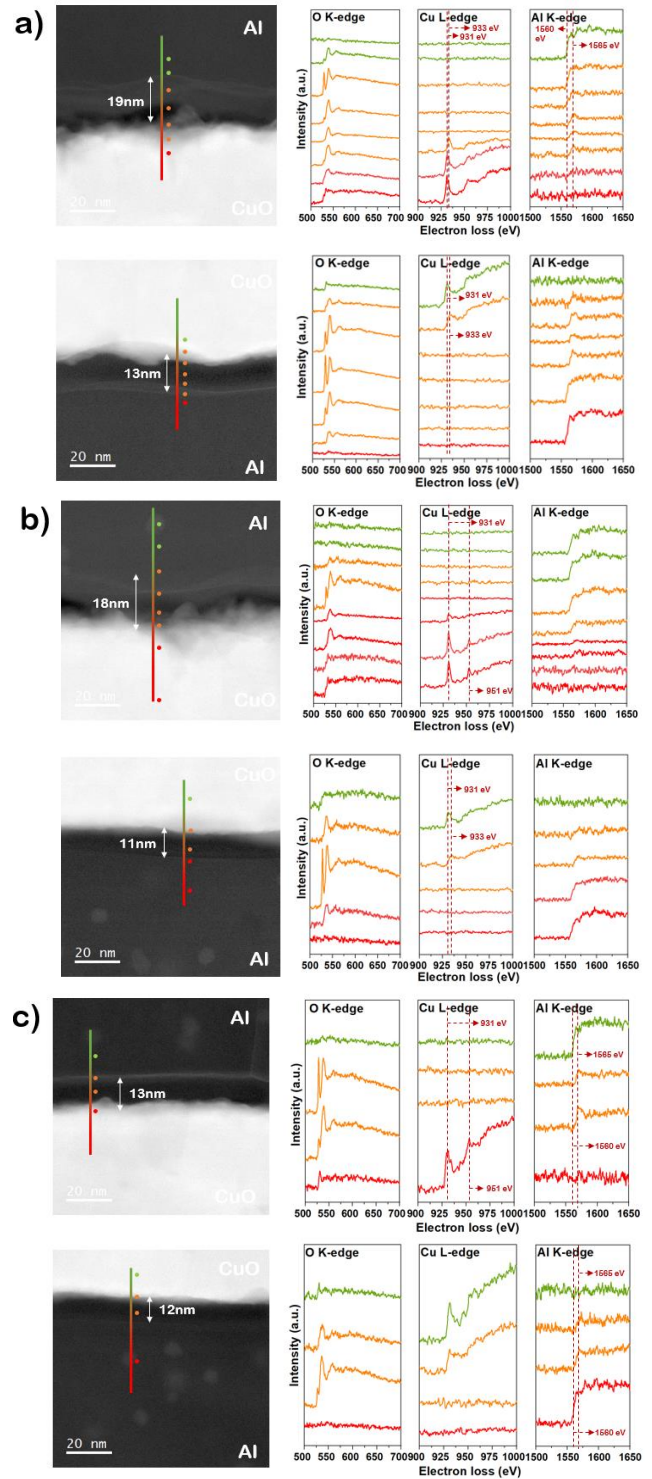 a)
Al
19nm
20 nm
CuO
O K-edge
Cu L-edge
Al K-edge
933 eV
931 eV
1560 eV
1565 eV
Intensity (a.u.)
500 550 600 650 700
925 950 975 1000
1500 1550 1600 1650
Electron loss (eV)
CuO
13nm
20 nm
Al
O K-edge
Cu L-edge
Al K-edge
931 eV
933 eV
Intensity (a.u.)
500 550 600 650 700
900 925 950 975 1000
1500 1550 1600 1650
Electron loss (eV)
b)
Al
18nm
20 nm
CuO
O K-edge
Cu L-edge
Al K-edge
931 eV
951 eV
Intensity (a.u.)
500 550 600 650 700
925 950 975 1000
1500 1550 1600 1650
Electron loss (eV)
CuO
11nm
20 nm
Al
O K-edge
Cu L-edge
Al K-edge
931 eV
933 eV
Intensity (a.u.)
500 550 600 650 700
900 925 950 975 1000
1500 1550 1600 1650
Electron loss (eV)
c)
Al
13nm
20 nm
CuO
O K-edge
Cu L-edge
Al K-edge
931 eV
951 eV
1565 eV
1560 eV
Intensity (a.u.)
500 550 600 650 700
900 925 950 975 1000
1500 1550 1600 1650
Electron loss (eV)
CuO
12nm
20 nm
Al
O K-edge
Cu L-edge
Al K-edge
1565 eV
1560 eV
Intensity (a.u.)
500 550 600 650 700
900 925 950 975 1000
1500 1550 1600 1650
Electron loss (eV)